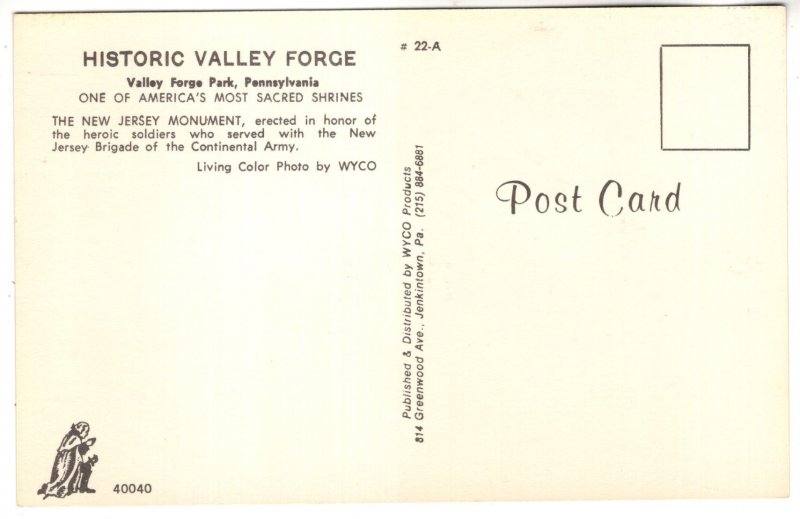 HISTORIC VALLEY FORGE
Valley Forge Park, Pennsylvania
ONE OF AMERICA'S MOST SACRED SHRINES
THE NEW JERSEY MONUMENT, erected in honor of
the heroic soldiers who served with the New
Jersey Brigade of the Continental Army.
Living Color Photo by WYCO
# 22-A
Published & Distributed by WYCO Products
814 Greenwood Ave., Jenkintown, Pa. (215) 884-6881
Post Card
40040